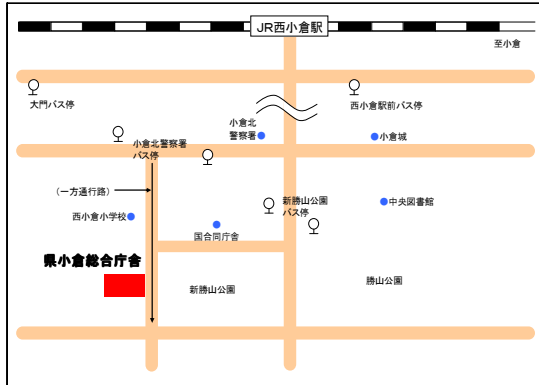 JR西小倉駅
至小倉
大門バス停
西小倉駅前バス停
小倉北
警察署
小倉城
小倉北警察署
バス停
（一方通行路）
新勝山公園
バス停
中央図書館
西小倉小学校
国合同庁舎
県小倉総合庁舎
新勝山公園
勝山公園